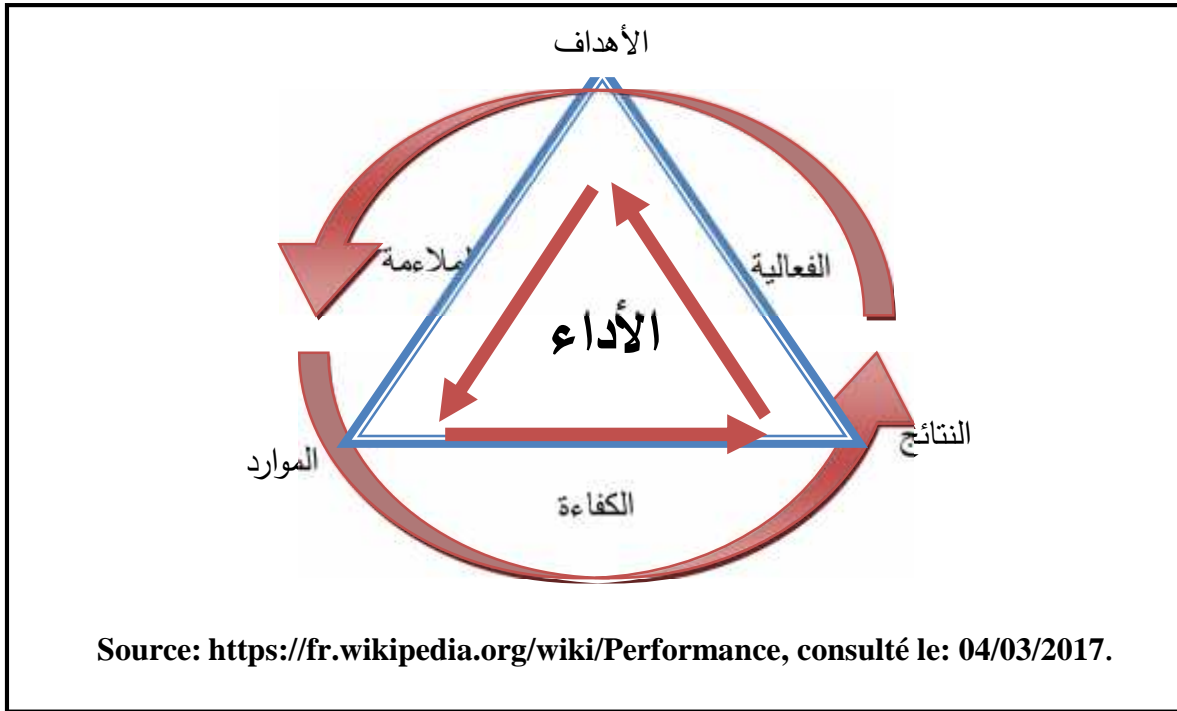 الأهداف
الملاءمة
الفعالية
الأداء
الموارد
النتائج
الكفاءة
Source: https://fr.wikipedia.org/wiki/Performance, consulté le: 04/03/2017.